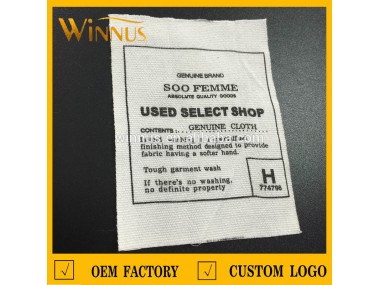 WINNUS
GENUINE BRAND
SOO FEMME
ABSOLUTE QUALITY GOODS
USED SELECT SHOP
CONTENTS: GENUINE CLOTH
finishing method designed to provide
fabric having a softer hand.
Tough garment wash
If there's no washing,
no definite property
H
774798
OEM FACTORY
CUSTOM LOGO